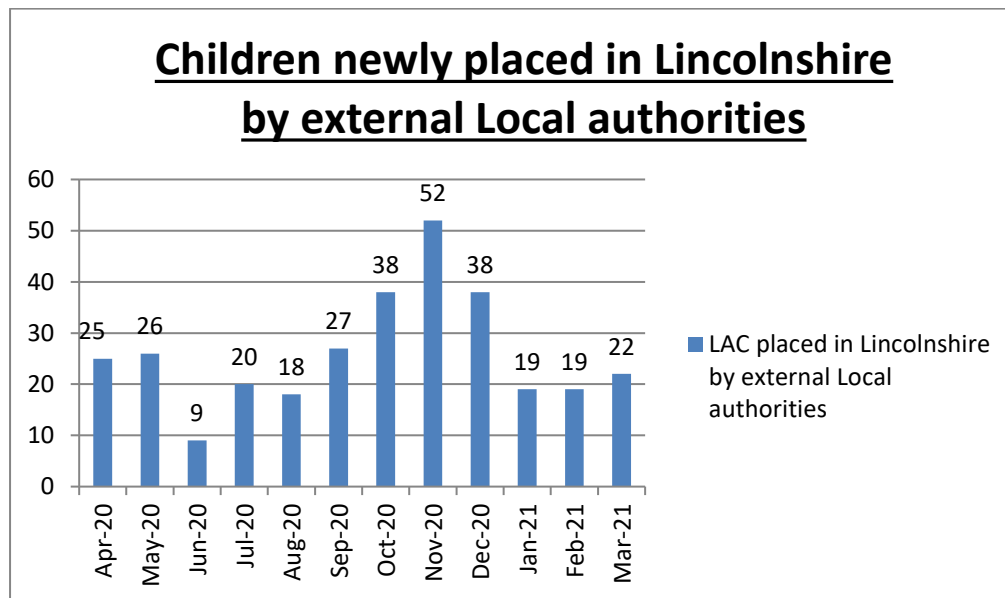 Children newly placed in Lincolnshire
by external Local authorities
60
50
40
30
20
10
0
25
26
9
20
18
27
38
52
38
19
19
22
Apr-20
May-20
Jun-20
Jul-20
Aug-20
Sep-20
Oct-20
Nov-20
Dec-20
Jan-21
Feb-21
Mar-21
LAC placed in Lincolnshire
by external Local
authorities